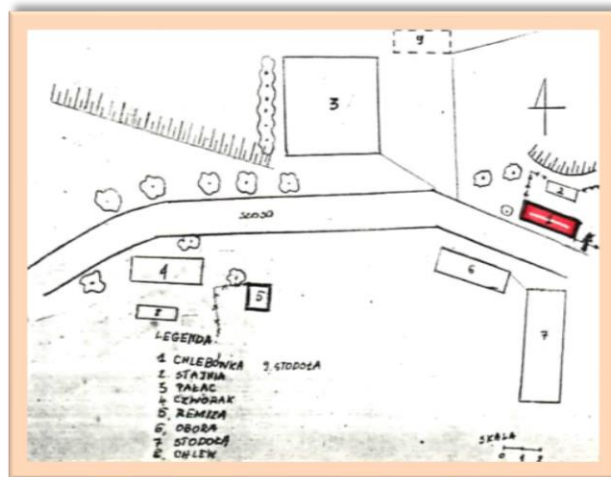 9
3
SZOSA
4
5
6
7
LEGENDA
1 CHLEBÓWKA 9. STODOŁA
2 STAJNIA
3 PAŁAC
4 CZWORAK
5. REMIZA
6. OBORA
7 STODOŁA
8. CHLEW
SKALA
0 1 2